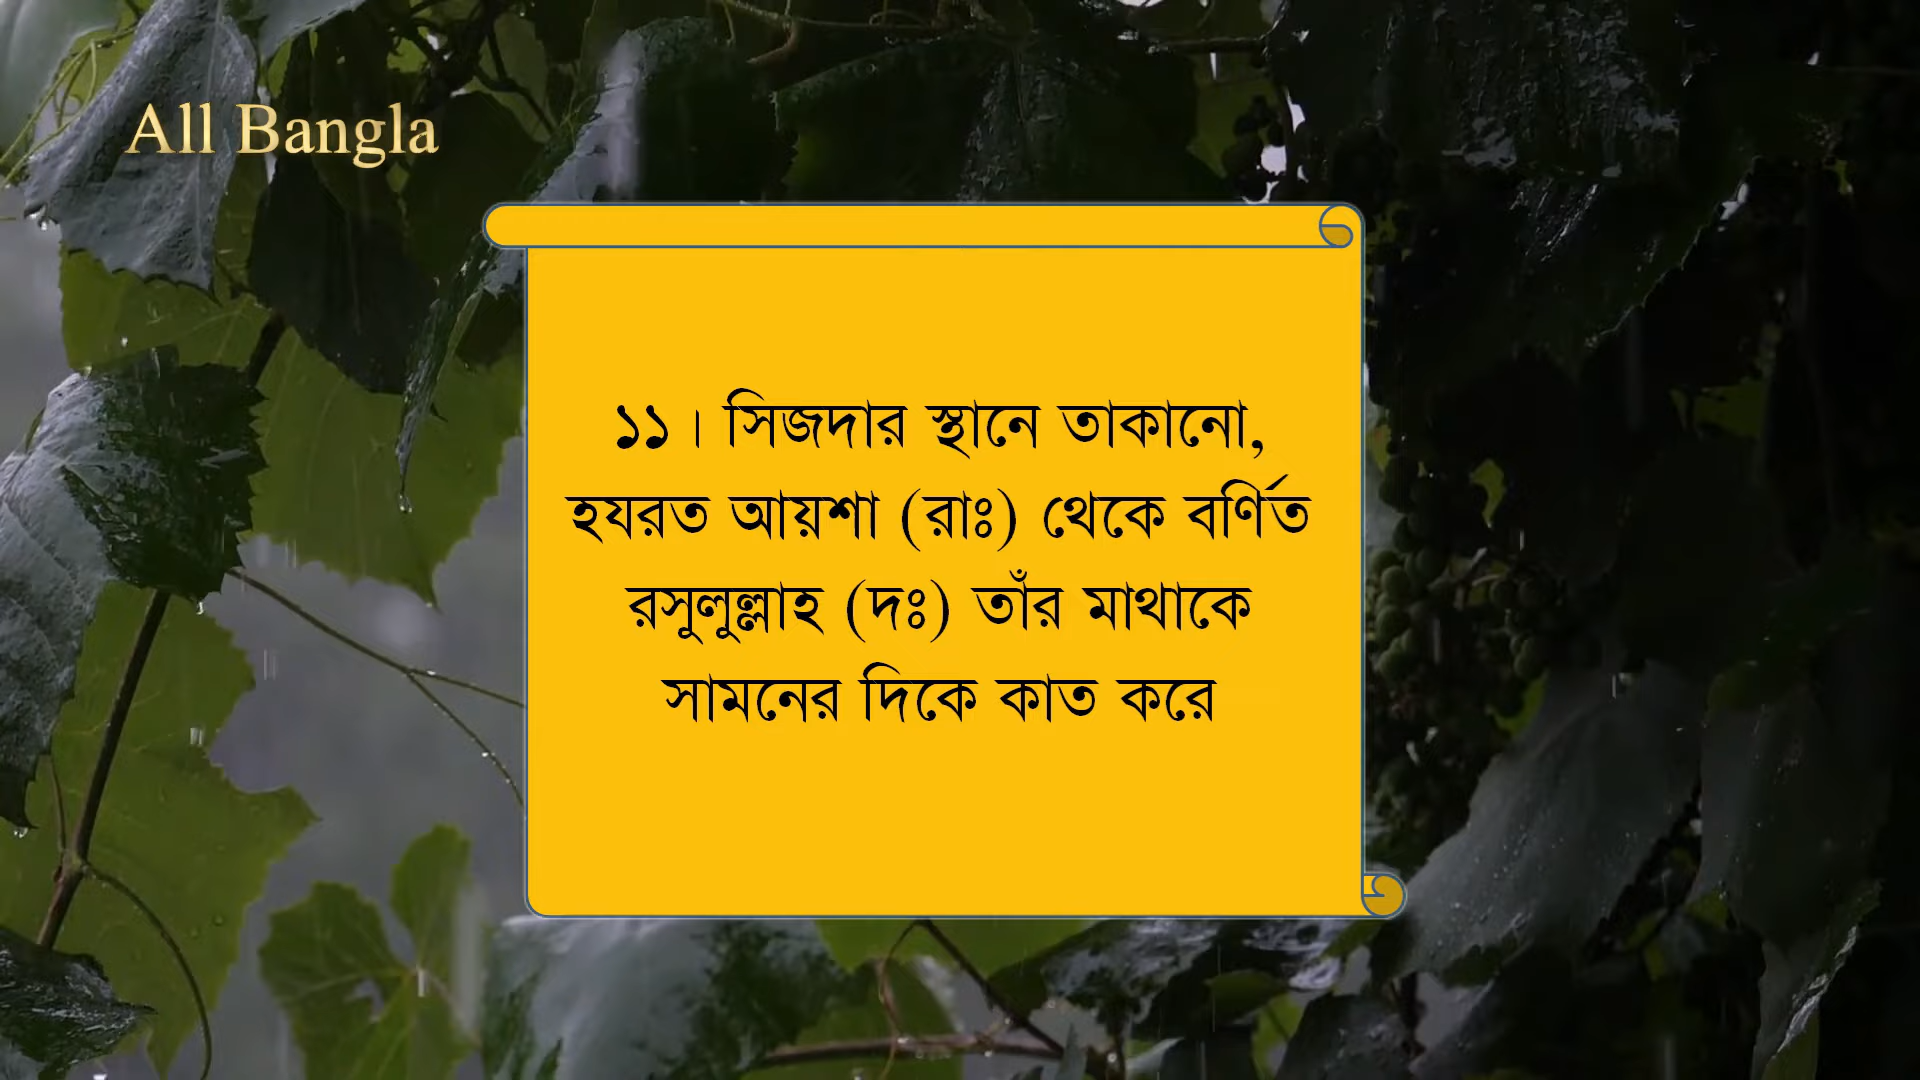 All Bangla
১১। সিজদার স্থানে তাকানো,
হযরত আয়শা (রাঃ) থেকে বর্ণিত
রসুলুল্লাহ (দঃ) তাঁর মাথাকে
সামনের দিকে কাত করে